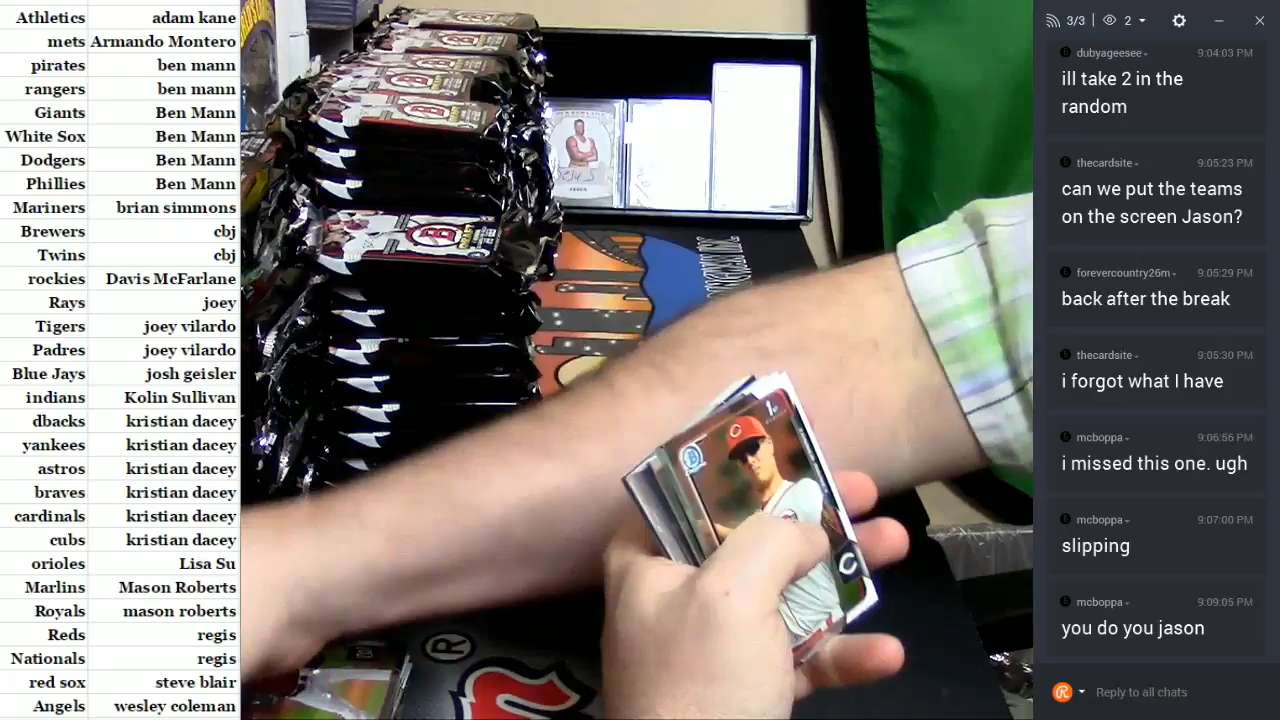 Athletics adam kane
mets Armando Montero
pirates ben mann
rangers ben mann
Giants Ben Mann
White Sox Ben Mann
Dodgers Ben Mann
Phillies Ben Mann
Mariners brian simmons
Brewers cbj
Twins cbj
rockies Davis McFarlane
Rays joey
Tigers joey vilardo
Padres joey vilardo
Blue Jays josh geisler
indians Kolin Sullivan
dbacks kristian dacey
yankees kristian dacey
astros kristian dacey
braves kristian dacey
cardinals kristian dacey
cubs kristian dacey
orioles Lisa Su
Marlins Mason Roberts
Royals mason roberts
Reds regis
Nationals regis
red sox steve blair
Angels wesley coleman
B
DRAFT
1st
C
®
3/3 2
dubyageesee 9:04:03 PM
ill take 2 in the
random
thecardsite 9:05:23 PM
can we put the teams
on the screen Jason?
forevercountry26m 9:05:29 PM
back after the break
thecardsite 9:05:30 PM
i forgot what I have
mcboppa 9:06:56 PM
i missed this one. ugh
mcboppa 9:07:00 PM
slipping
mcboppa 9:09:05 PM
you do you jason
Reply to all chats